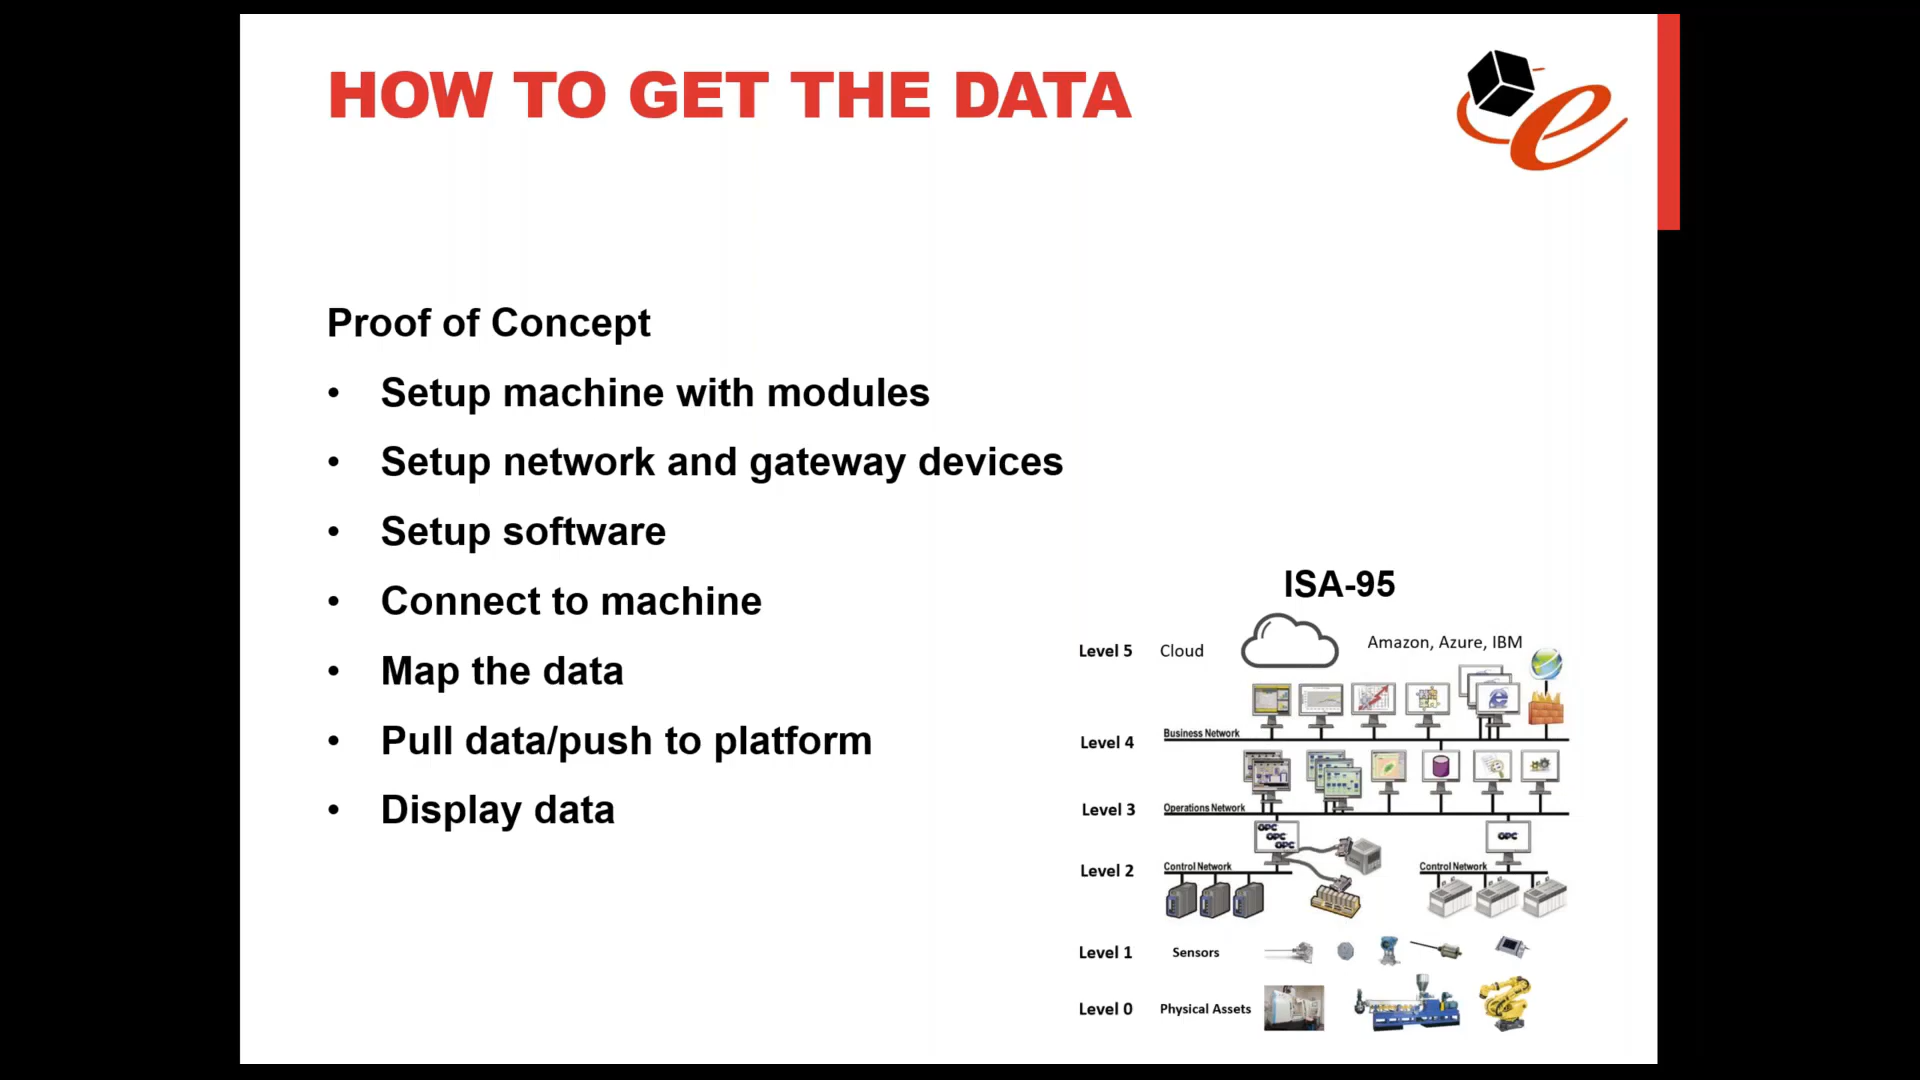 HOW TO GET THE DATA
e
Proof of Concept
• Setup machine with modules
• Setup network and gateway devices
• Setup software
• Connect to machine
• Map the data
• Pull data/push to platform
• Display data
ISA-95
Level 5 Cloud Amazon, Azure, IBM
Business Network
Level 4
Level 3 Operations Network
OPC
OPC
OPC
OPC
Level 2 Control Network Control Network
Level 1 Sensors
Level 0 Physical Assets